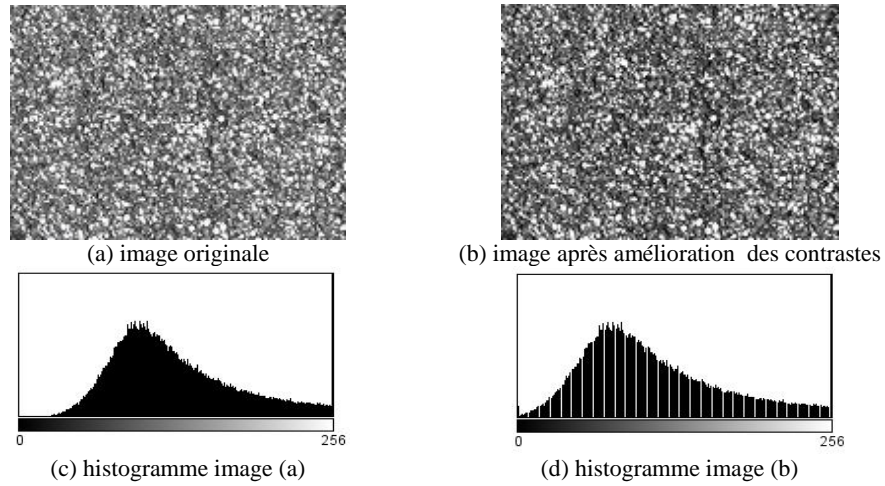 (a) image originale
(b) image après amélioration des contrastes
0 256
0 256
(c) histogramme image (a)
(d) histogramme image (b)